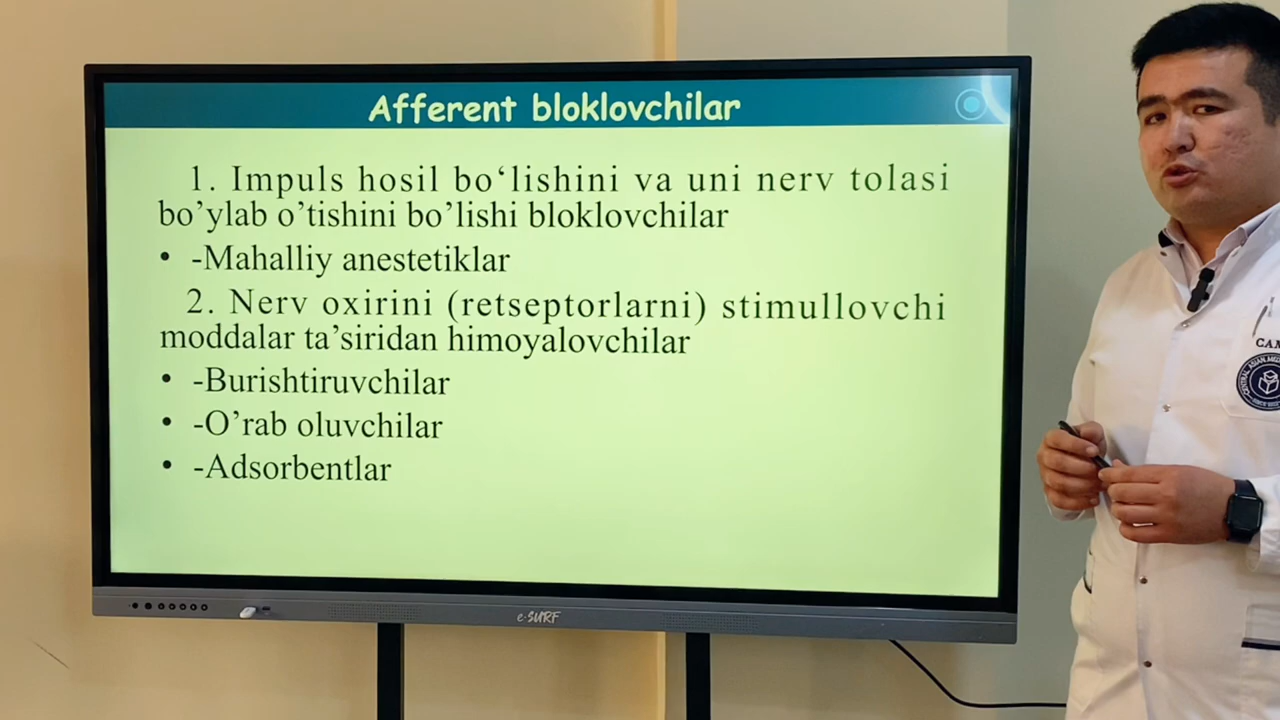 Afferent bloklovchilar
1. Impuls hosil bo‘lishini va uni nerv tolasi
bo’ylab o’tishini bo’lishi bloklovchilar
• -Mahalliy anestetiklar
2. Nerv oxirini (retseptorlarni) stimullovchi
moddalar ta’siridan himoyalovchilar
• -Burishtiruvchilar
• -O’rab oluvchilar
• -Adsorbentlar
e-SURF